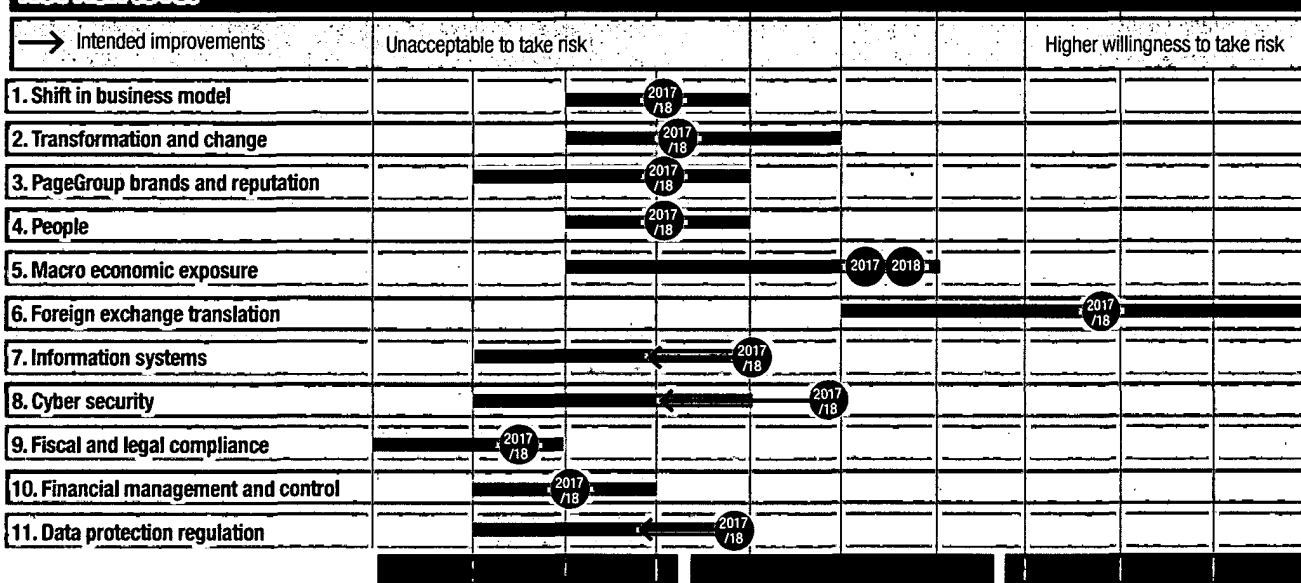 Intended improvements
Unacceptable to take risk
Higher willingness to take risk
1. Shift in business model
2017
/18
2. Transformation and change
2017
/18
3. PageGroup brands and reputation
2017
/18
4. People
2017
/18
5. Macro economic exposure
2017
2018
6. Foreign exchange translation
2017
/18
7. Information systems
2017
/18
8. Cyber security
2017
/18
9. Fiscal and legal compliance
2017
/18
10. Financial management and control
2017
/18
11. Data protection regulation
2017
/18